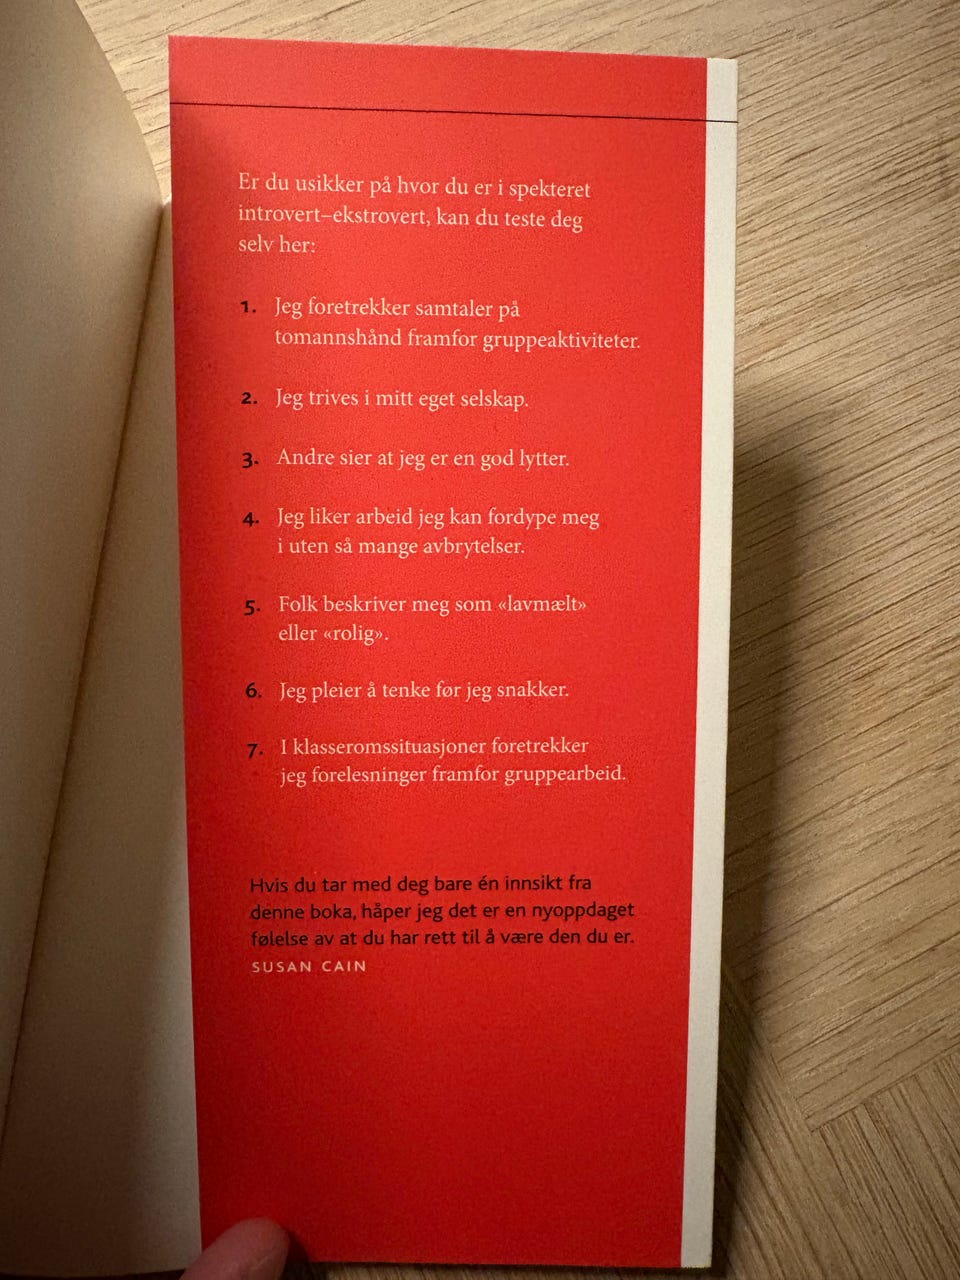 Er du usikker på hvor du er i spekteret
introvert–ekstrovert, kan du teste deg
selv her:
1. Jeg foretrekker samtaler på
tomannshånd framfor gruppeaktiviteter.
2. Jeg trives i mitt eget selskap.
3. Andre sier at jeg er en god lytter.
4. Jeg liker arbeid jeg kan fordype meg
i uten så mange avbrytelser.
5. Folk beskriver meg som «lavmælt»
eller «rolig».
6. Jeg pleier å tenke før jeg snakker.
7. I klasseromssituasjoner foretrekker
jeg forelesninger framfor gruppearbeid.
Hvis du tar med deg bare én innsikt fra
denne boka, håper jeg det er en nyoppdaget
følelse av at du har rett til å være den du er.
SUSAN CAIN